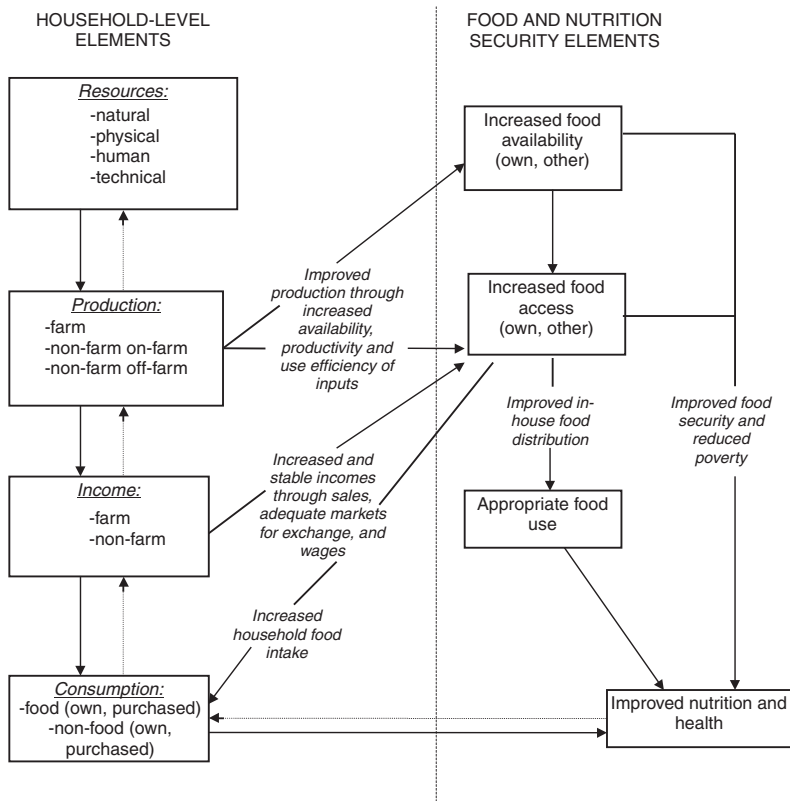 HOUSEHOLD-LEVEL
ELEMENTS
FOOD AND NUTRITION
SECURITY ELEMENTS
Resources:
-natural
-physical
-human
-technical
Increased food
availability
(own, other)
Production:
-farm
-non-farm on-farm
-non-farm off-farm
Improved
production through
increased
availability,
productivity and
use efficiency of
inputs
Increased food
access
(own, other)
Improved in-
house food
distribution
Improved food
security and
reduced
poverty
Income:
-farm
-non-farm
Increased and
stable incomes
through sales,
adequate markets
for exchange, and
wages
Appropriate food
use
Increased
household food
intake
Consumption:
-food (own, purchased)
-non-food (own,
purchased)
Improved nutrition and
health